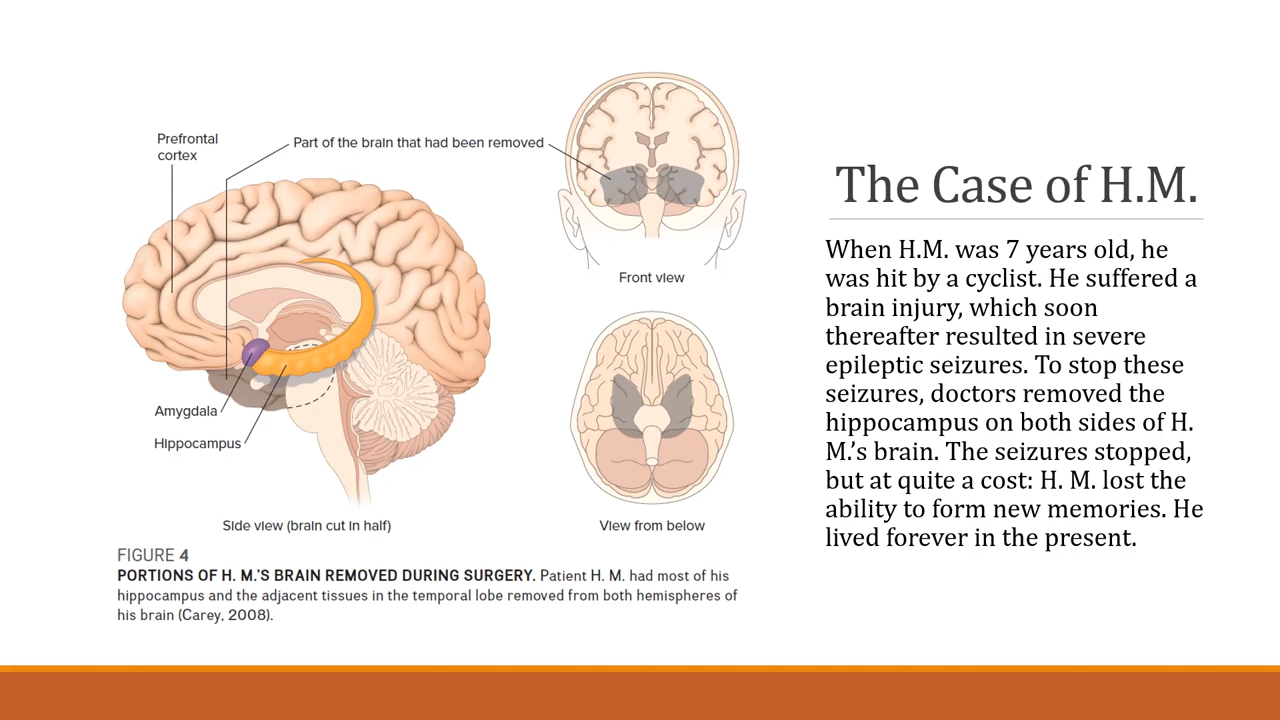 Prefrontal
cortex
Part of the brain that had been removed
Amygdala
Hippocampus
Side view (brain cut in half)
Front view
View from below
FIGURE 4
PORTIONS OF H. M.'S BRAIN REMOVED DURING SURGERY. Patient H. M. had most of his
hippocampus and the adjacent tissues in the temporal lobe removed from both hemispheres of
his brain (Carey, 2008).
The Case of H.M.
When H.M. was 7 years old, he
was hit by a cyclist. He suffered a
brain injury, which soon
thereafter resulted in severe
epileptic seizures. To stop these
seizures, doctors removed the
hippocampus on both sides of H.
M.’s brain. The seizures stopped,
but at quite a cost: H. M. lost the
ability to form new memories. He
lived forever in the present.